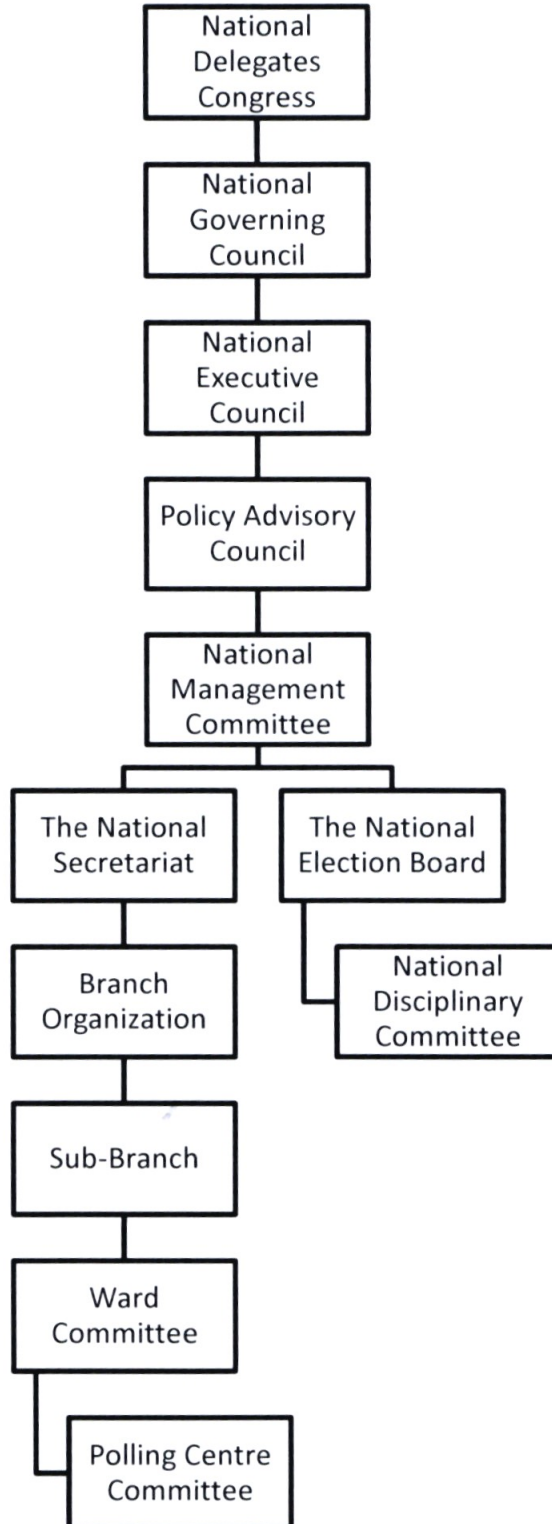 National
Delegates
Congress
National
Governing
Council
National
Executive
Council
Policy Advisory
Council
National
Management
Committee
The National
Secretariat
The National
Election Board
Branch
Organization
National
Disciplinary
Committee
Sub-Branch
Ward
Committee
Polling Centre
Committee